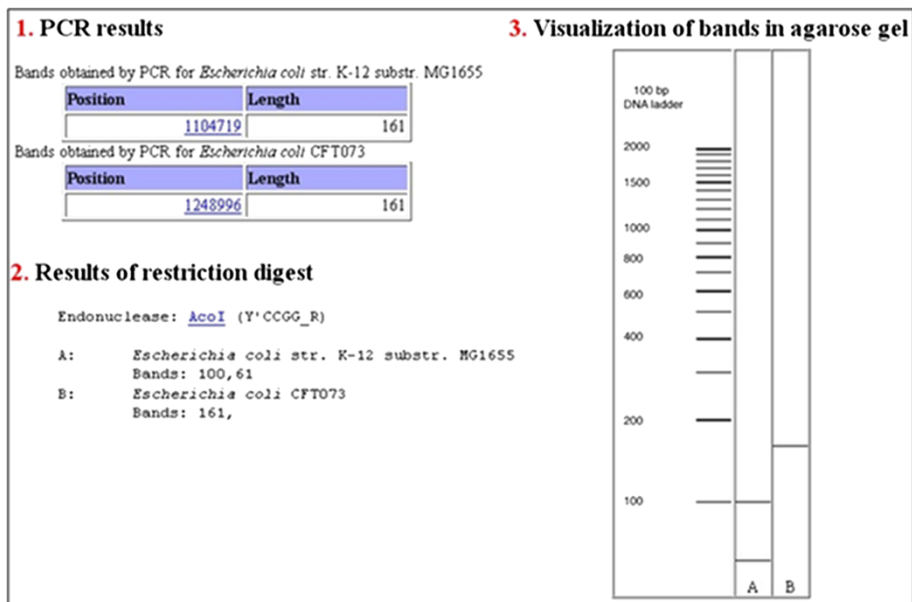 1. PCR results
Bands obtained by PCR for Escherichia coli str. K-12 substr. MG1655
Position Length
1104719 161
Bands obtained by PCR for Escherichia coli CFT073
Position Length
1248996 161
2. Results of restriction digest
Endonuclease: AcoI (Y'CCGG_R)
A: Escherichia coli str. K-12 substr. MG1655
Bands: 100,61
B: Escherichia coli CFT073
Bands: 161,
3. Visualization of bands in agarose gel
100 bp
DNA ladder
2000
1500
1000
800
600
400
200
100
A B